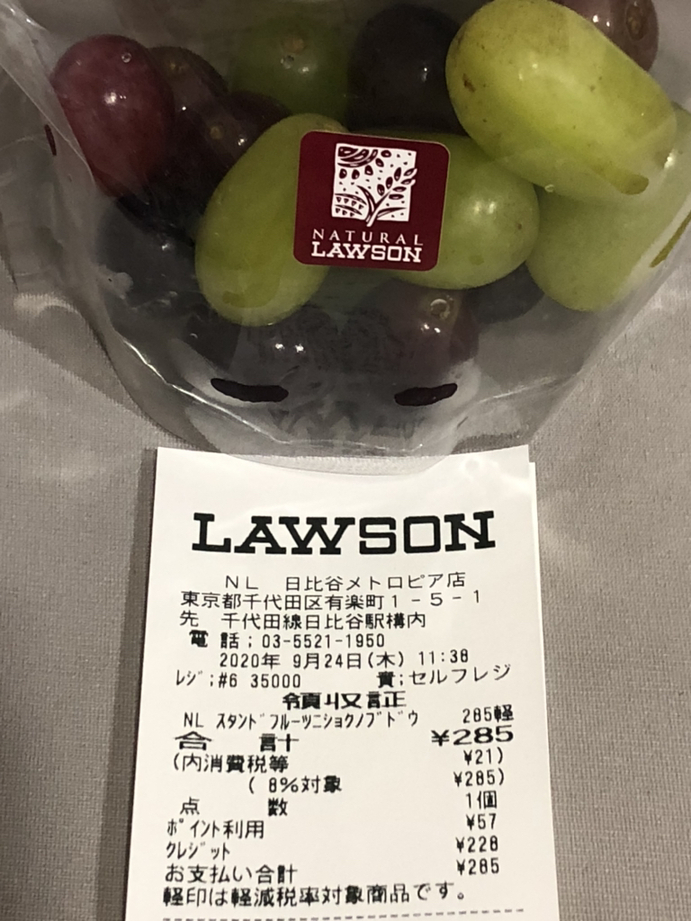 NATURAL
LAWSON
LAWSON
NL 日比谷メトロピア店
東京都千代田区有楽町1-5-1
先 千代田線日比谷駅構内
電 話;03-5521-1950
2020年 9月24日(木) 11:38
レジ;#6 35000 責;セルフレジ
領収証
NL スタンドフルーツニショクノブドウ 285軽
合 計 ¥285
(内消費税等 ¥21)
( 8%対象 ¥285)
点 数 1個
ポイント利用 ¥57
クレジット ¥228
お支払い合計 ¥285
軽印は軽減税率対象商品です。